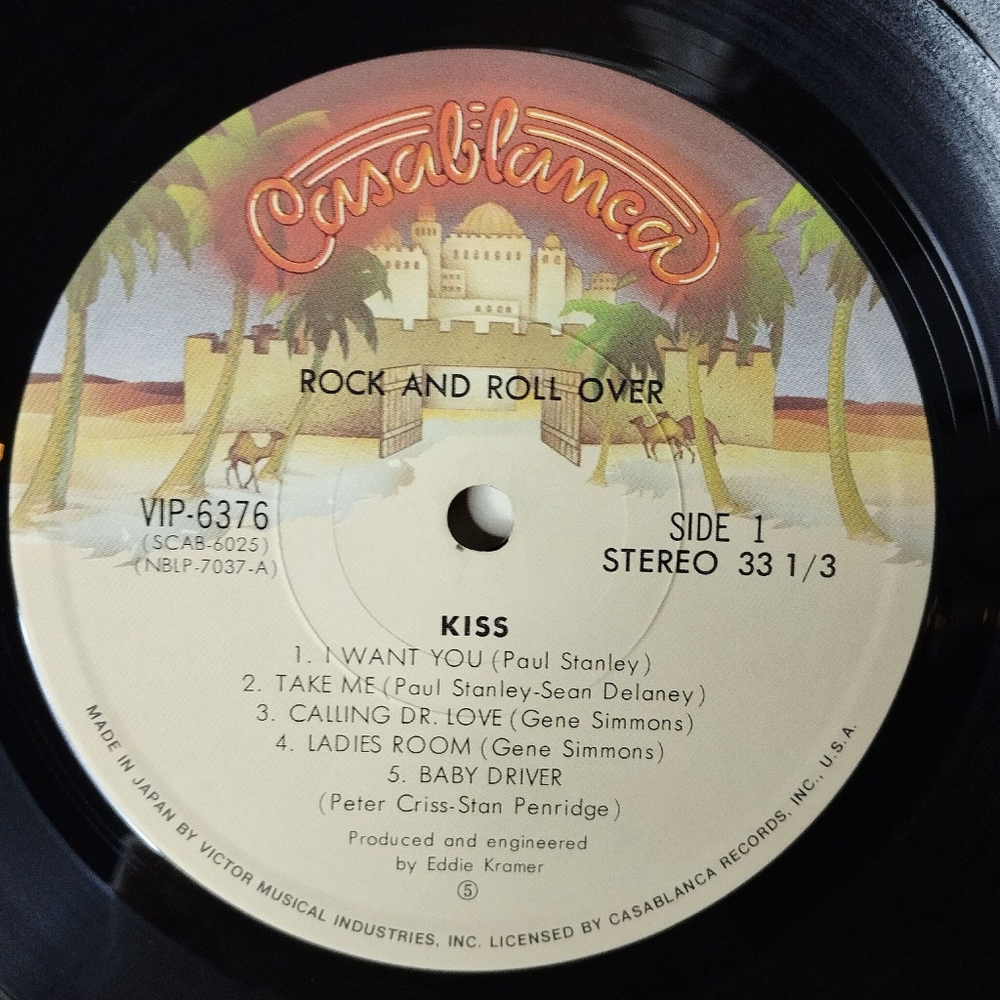 Casablanca
ROCK AND ROLL OVER
VIP-6376
(SCAB-6025)
(NBLP-7037-A)
SIDE 1
STEREO 33 1/3
KISS
1. I WANT YOU (Paul Stanley)
2. TAKE ME (Paul Stanley-Sean Delaney)
3. CALLING DR. LOVE (Gene Simmons)
4. LADIES ROOM (Gene Simmons)
5. BABY DRIVER
(Peter Criss-Stan Penridge)
Produced and engineered
by Eddie Kramer
⑤
MADE IN JAPAN BY VICTOR MUSICAL INDUSTRIES, INC. LICENSED BY CASABLANCA RECORDS, INC., U.S.A.